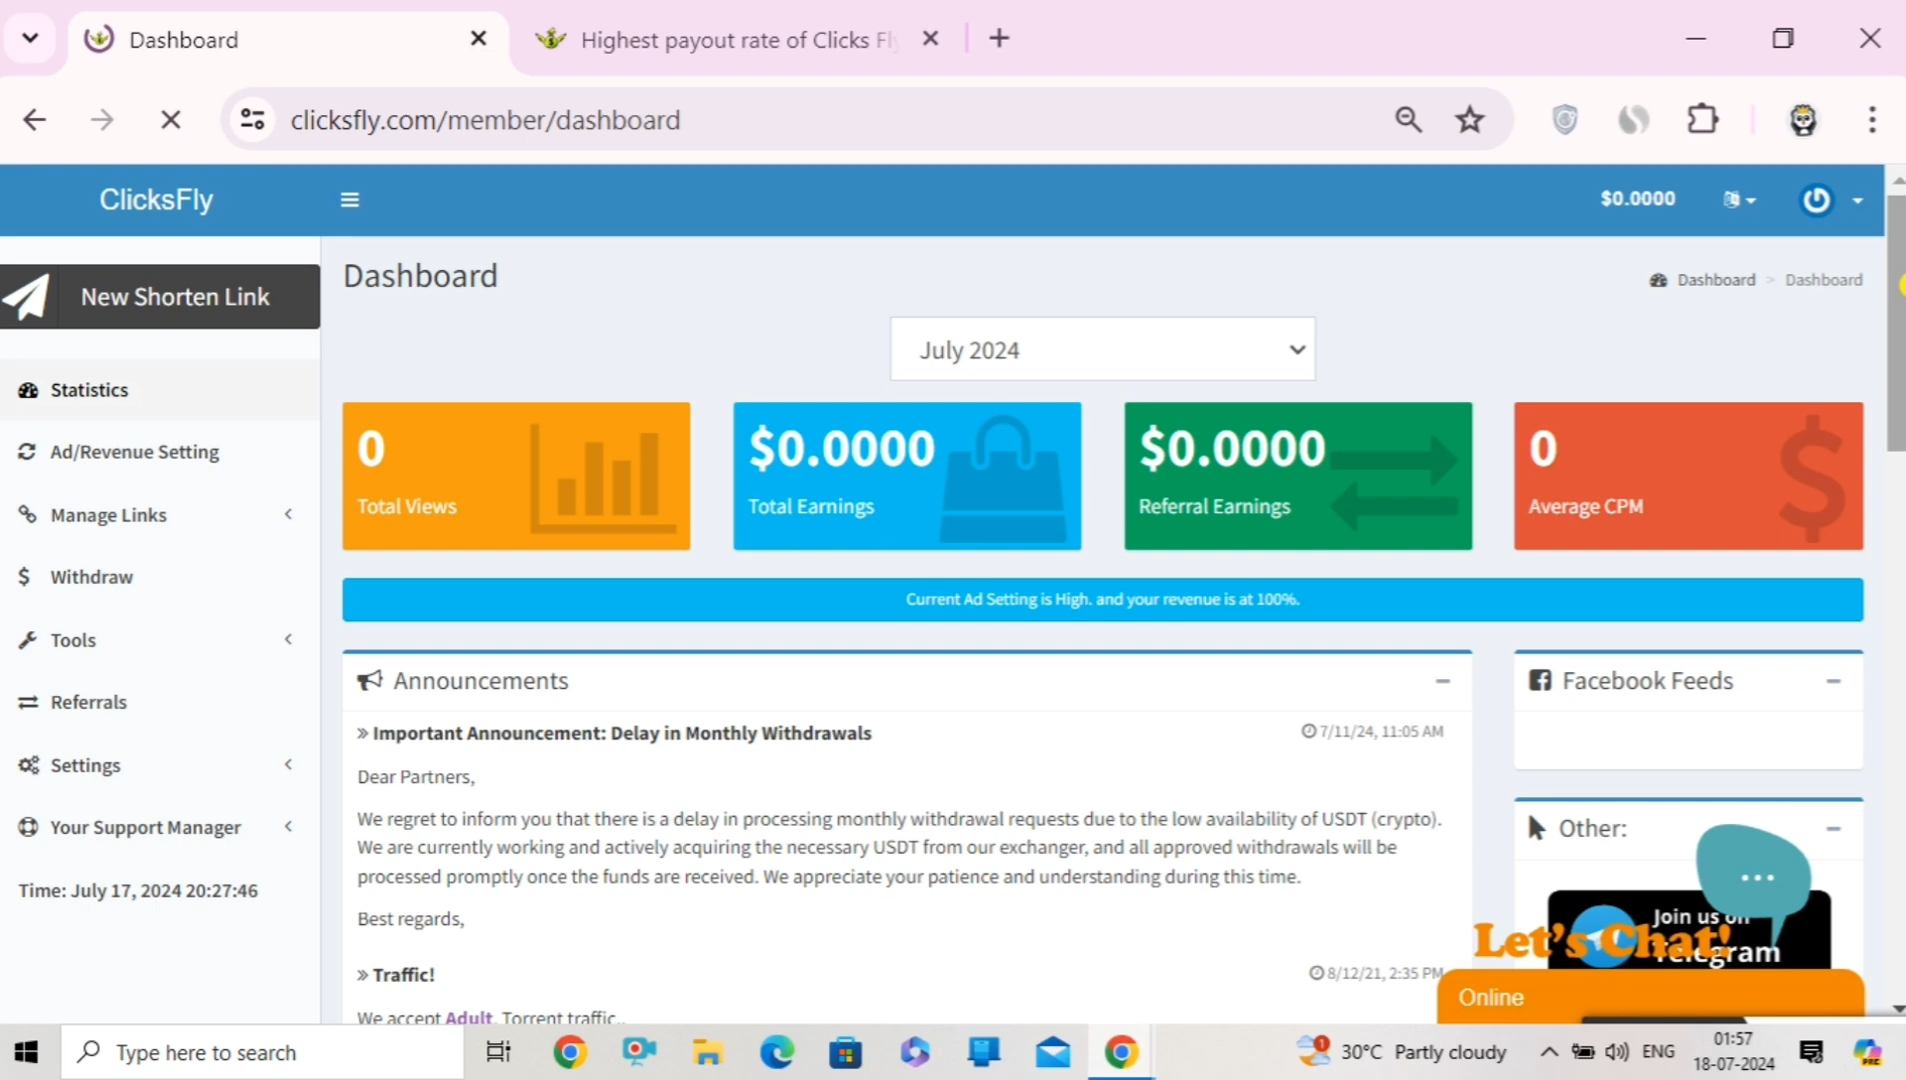 Dashboard
Highest payout rate of Clicks Fl
clicksfly.com/member/dashboard
ClicksFly
$0.0000
New Shorten Link
Statistics
Ad/Revenue Setting
Manage Links
Withdraw
Tools
Referrals
Settings
Your Support Manager
Time: July 17, 2024 20:27:46
Dashboard
Dashboard > Dashboard
July 2024
0
Total Views
$0.0000
Total Earnings
$0.0000
Referral Earnings
0
Average CPM
Current Ad Setting is High. and your revenue is at 100%.
Announcements
» Important Announcement: Delay in Monthly Withdrawals
7/11/24, 11:05 AM
Dear Partners,
We regret to inform you that there is a delay in processing monthly withdrawal requests due to the low availability of USDT (crypto).
We are currently working and actively acquiring the necessary USDT from our exchanger, and all approved withdrawals will be
processed promptly once the funds are received. We appreciate your patience and understanding during this time.
Best regards,
» Traffic!
8/12/21, 2:35 PM
We accept Adult, Torrent traffic..
Facebook Feeds
Other:
Join us on
Telegram
Let's Chat!
Online
Type here to search
1
30°C Partly cloudy
ENG
01:57
18-07-2024
PRE